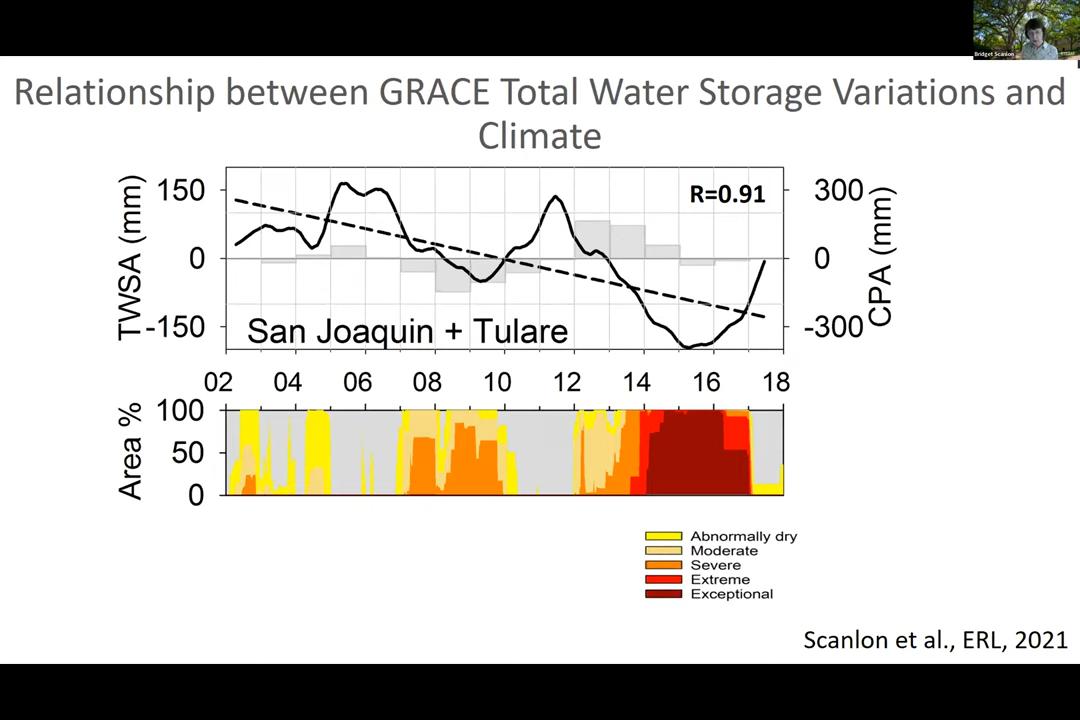 Bridget Scanlon
Relationship between GRACE Total Water Storage Variations and
Climate
TWSA (mm)
150
0
-150
R=0.91
San Joaquin + Tulare
300
0
-300
CPA (mm)
02 04 06 08 10 12 14 16 18
Area %
100
50
0
Abnormally dry
Moderate
Severe
Extreme
Exceptional
Scanlon et al., ERL, 2021